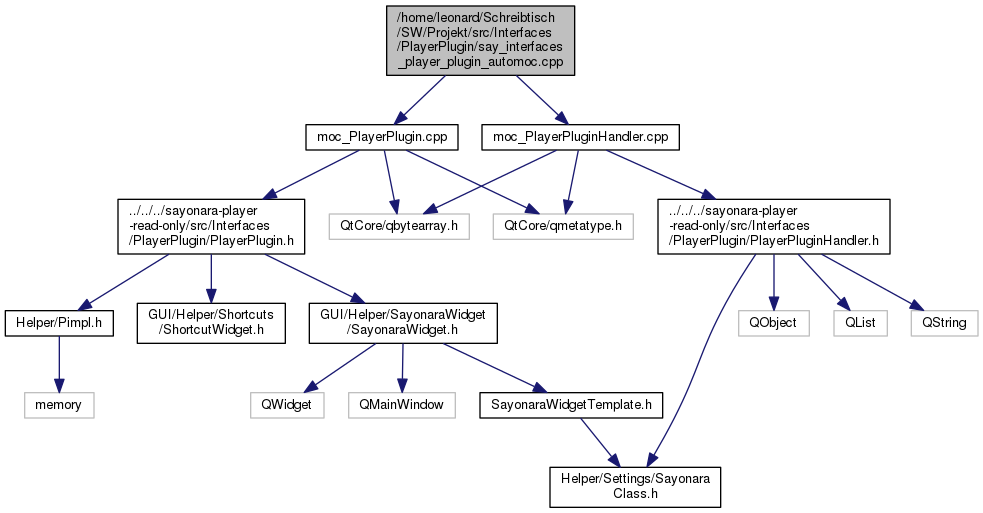 /home/leonard/Schreibtisch
/SW/Projekt/src/Interfaces
/PlayerPlugin/say_interfaces
_player_plugin_automoc.cpp
moc_PlayerPlugin.cpp
moc_PlayerPluginHandler.cpp
../../../sayonara-player
-read-only/src/Interfaces
/PlayerPlugin/PlayerPlugin.h
QtCore/qbytearray.h
QtCore/qmetatype.h
../../../sayonara-player
-read-only/src/Interfaces
/PlayerPlugin/PlayerPluginHandler.h
Helper/Pimpl.h
GUI/Helper/Shortcuts
/ShortcutWidget.h
GUI/Helper/SayonaraWidget
/SayonaraWidget.h
QObject
QList
QString
memory
QWidget
QMainWindow
SayonaraWidgetTemplate.h
Helper/Settings/Sayonara
Class.h